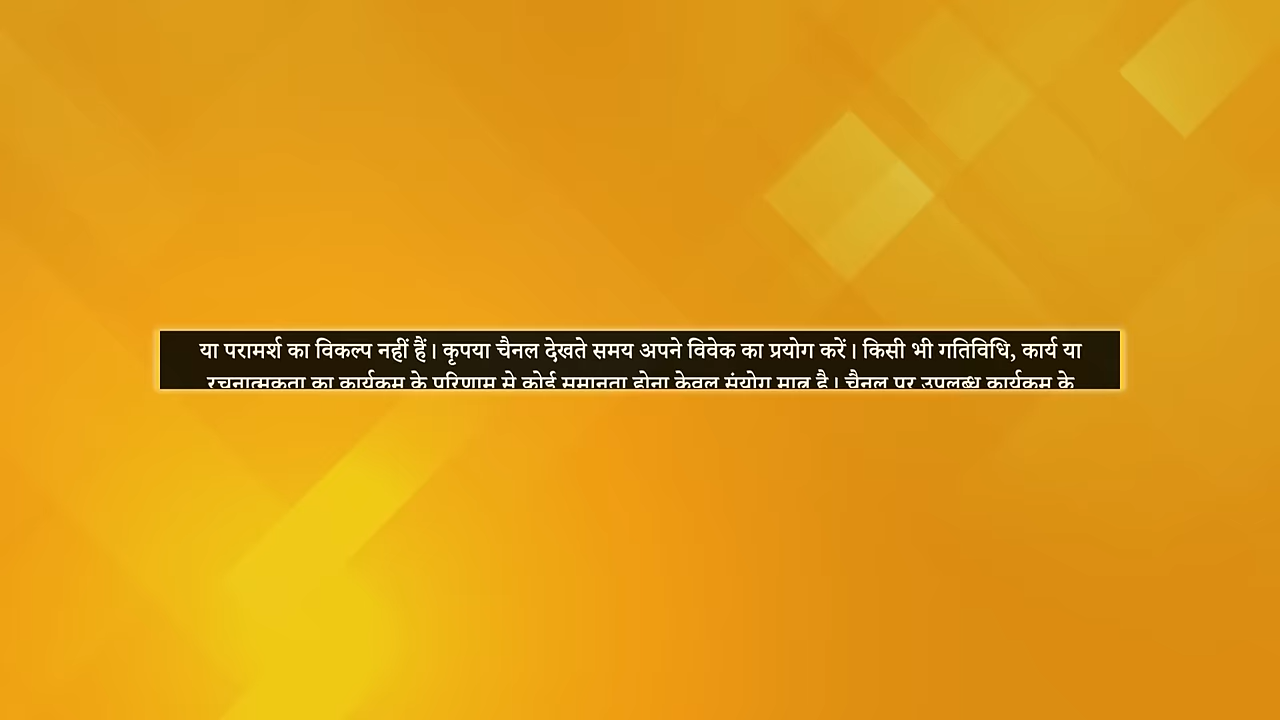 या परामर्श का विकल्प नहीं हैं। कृपया चैनल देखते समय अपने विवेक का प्रयोग करें। किसी भी गतिविधि, कार्य या
रचनात्मकता का कार्यक्रम के परिणाम से कोई समानता होना केवल संयोग मात्र है। चैनल पर उपलब्ध कार्यक्रम के